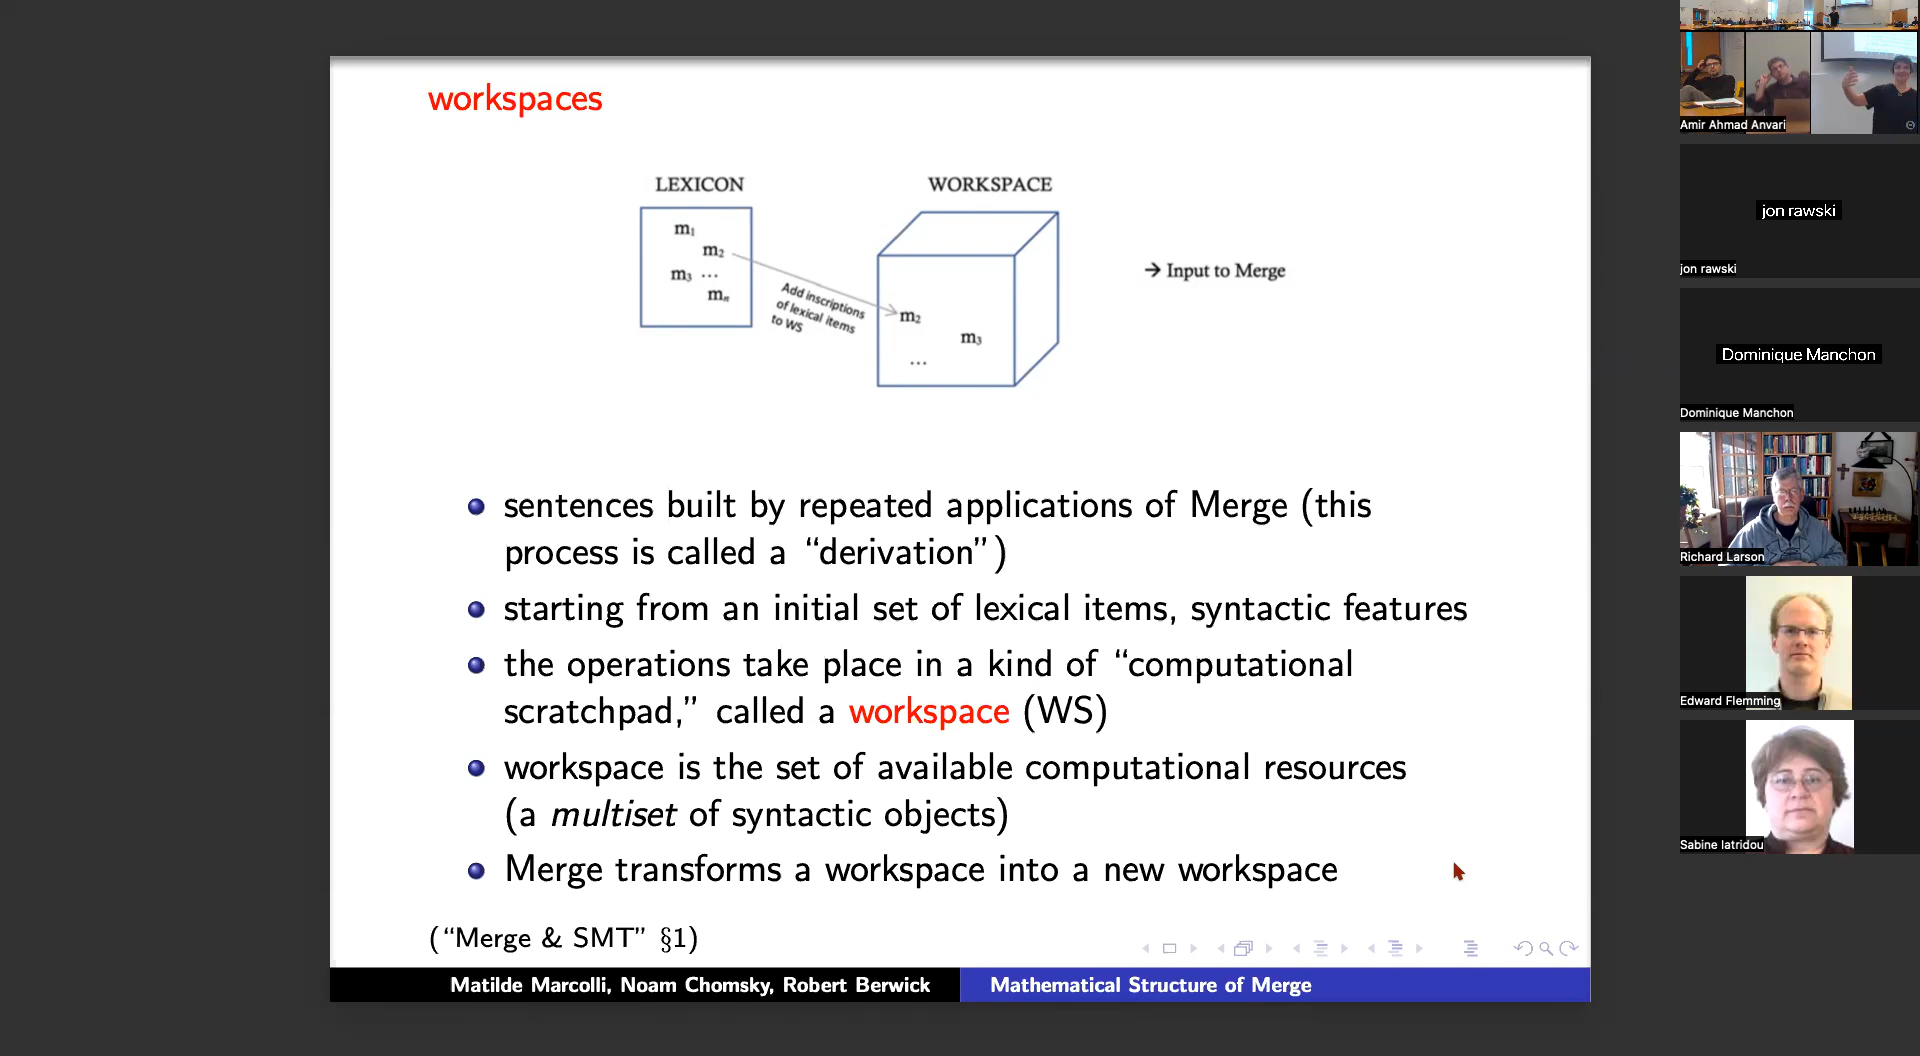 workspaces
LEXICON
WORKSPACE
m₁
m₂
m₃ ...
mₙ
Add inscriptions
of lexical items
to WS
m₂
m₃
...
→ Input to Merge
sentences built by repeated applications of Merge (this
process is called a “derivation”)
starting from an initial set of lexical items, syntactic features
the operations take place in a kind of “computational
scratchpad,” called a workspace (WS)
workspace is the set of available computational resources
(a multiset of syntactic objects)
Merge transforms a workspace into a new workspace
(“Merge & SMT” §1)
Matilde Marcolli, Noam Chomsky, Robert Berwick
Mathematical Structure of Merge
Amir Ahmad Anvari
jon rawski
jon rawski
Dominique Manchon
Dominique Manchon
Richard Larson
Edward Flemming
Sabine Iatridou